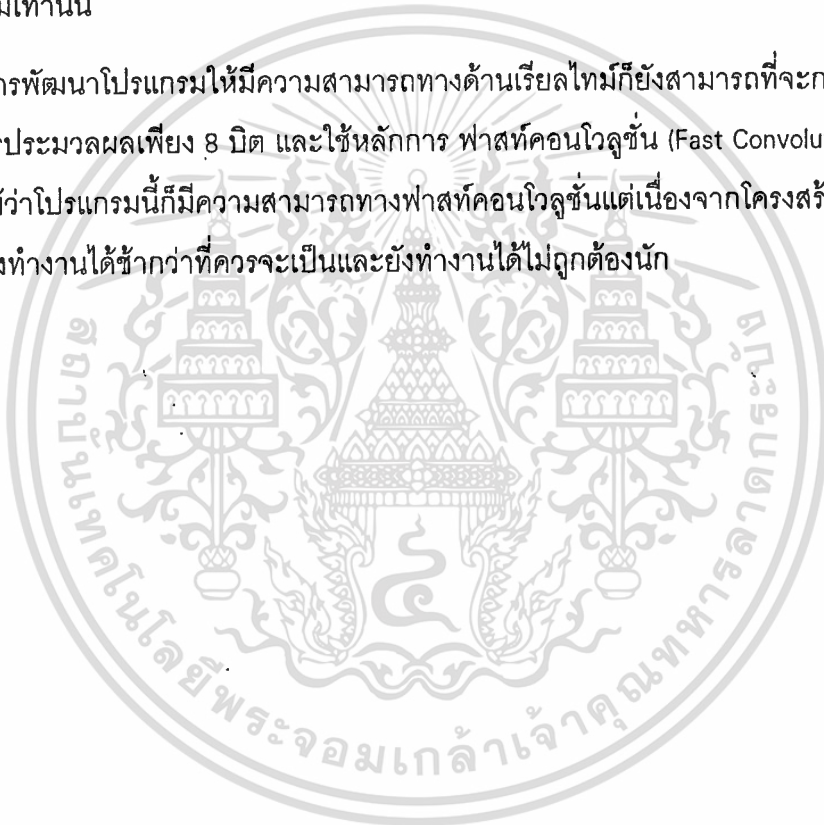 มเท่านั้น
ารพัฒนาโปรแกรมให้มีความสามารถทางด้านเรียลไทม์ก็ยังสามารถที่จะก
รประมวลผลเพียง 8 บิต และใช้หลักการ ฟาสท์คอนโวลูชั่น (Fast Convolu
ม้ว่าโปรแกรมนี้ก็มีความสามารถทางฟาสท์คอนโวลูชั่นแต่เนื่องจากโครงสร้
งทำงานได้ช้ากว่าที่ควรจะเป็นและยังทำงานได้ไม่ถูกต้องนัก
สถาบันเทคโนโลยีพระจอมเกล้าเจ้าคุณทหารลาดกระบัง